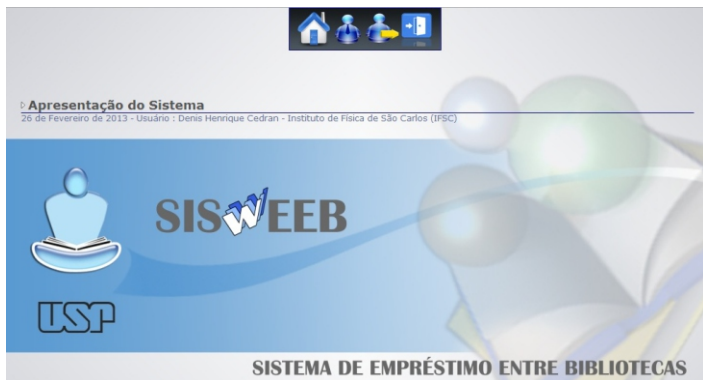 Apresentação do Sistema
26 de Fevereiro de 2013 - Usuário : Denis Henrique Cedran - Instituto de Física de São Carlos (IFSC)
SISWEEB
USP
SISTEMA DE EMPRÉSTIMO ENTRE BIBLIOTECAS